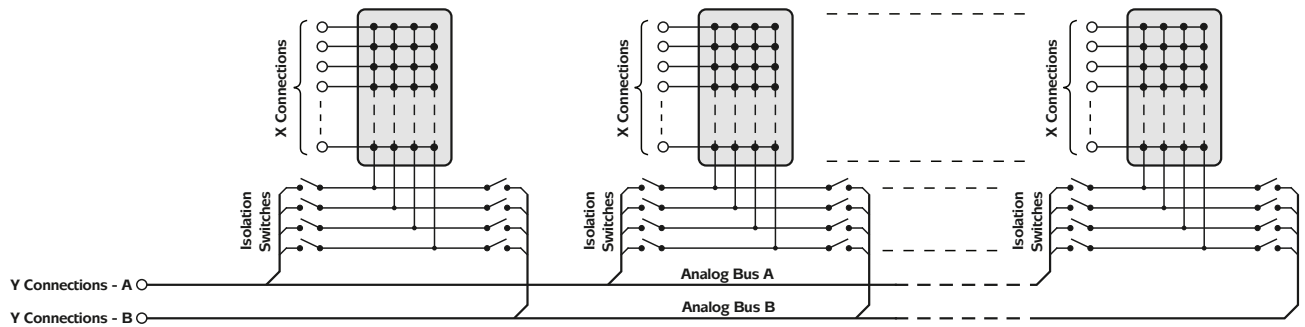 X Connections
X Connections
X Connections
Isolation
Switches
Isolation
Switches
Isolation
Switches
Y Connections - A
Analog Bus A
Y Connections - B
Analog Bus B